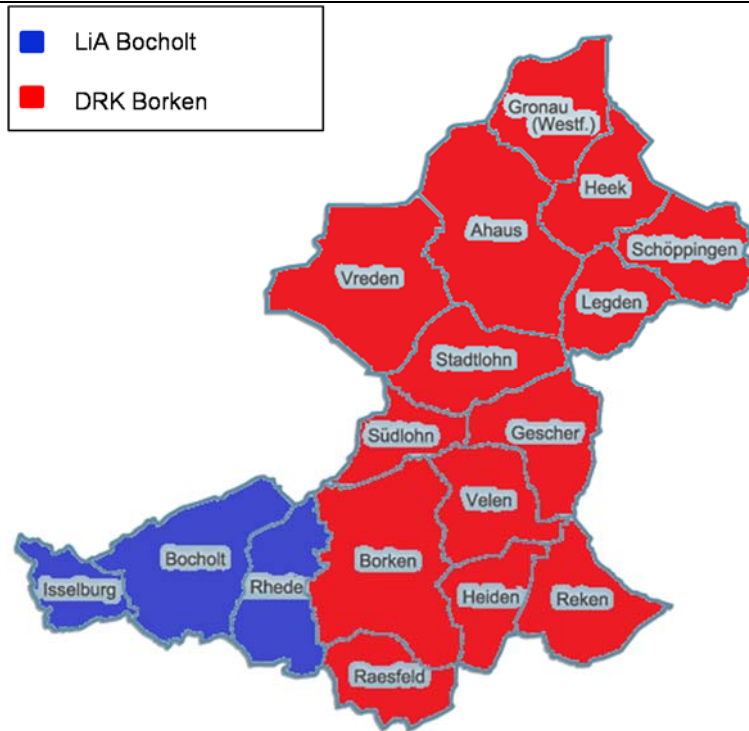 LiA Bocholt
DRK Borken
Gronau
(Westf.)
Heek
Ahaus
Schöppingen
Vreden
Legden
Stadtlohn
Südlohn
Gescher
Velen
Bocholt
Borken
Isselburg
Rhede
Heiden
Reken
Raesfeld